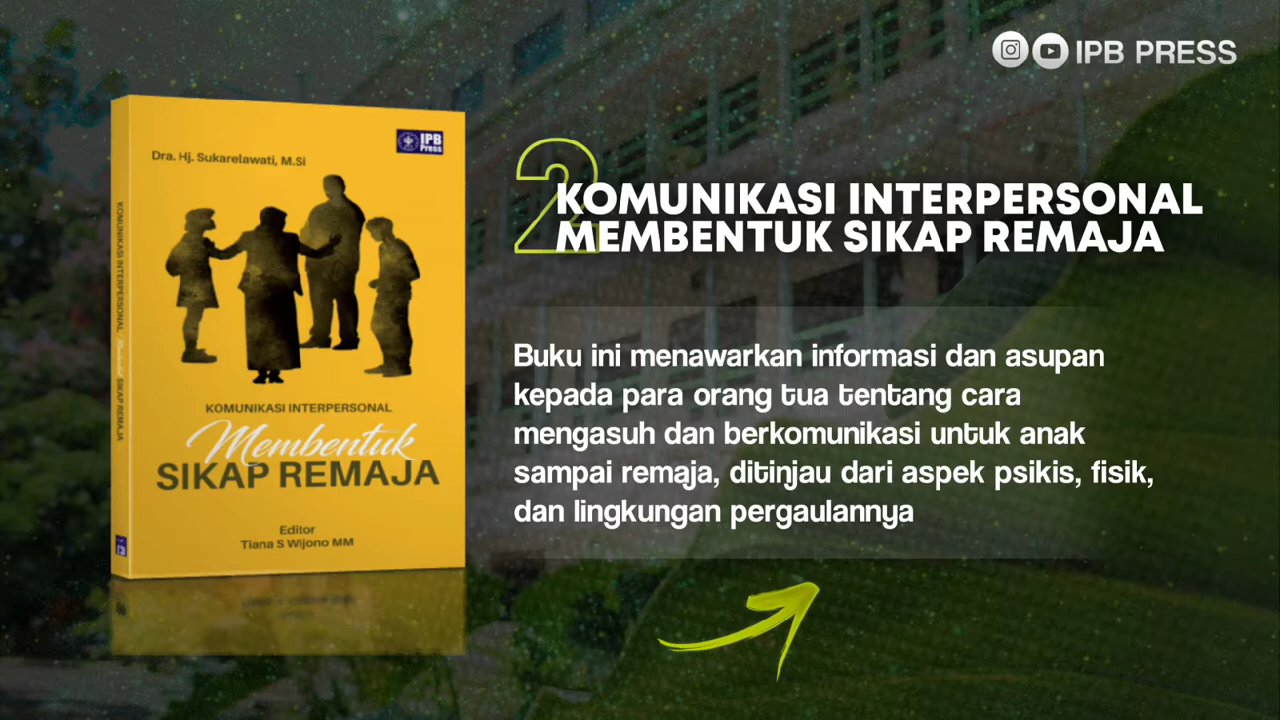 IPB PRESS
IPB
Press
Dra. Hj. Sukarelawati, M.Si
KOMUNIKASI INTERPERSONAL
Membentuk
SIKAP REMAJA
Editor
Tiana S Wijono MM
KOMUNIKASI INTERPERSONAL Membentuk SIKAP REMAJA
2
KOMUNIKASI INTERPERSONAL
MEMBENTUK SIKAP REMAJA
Buku ini menawarkan informasi dan asupan
kepada para orang tua tentang cara
mengasuh dan berkomunikasi untuk anak
sampai remaja, ditinjau dari aspek psikis, fisik,
dan lingkungan pergaulannya